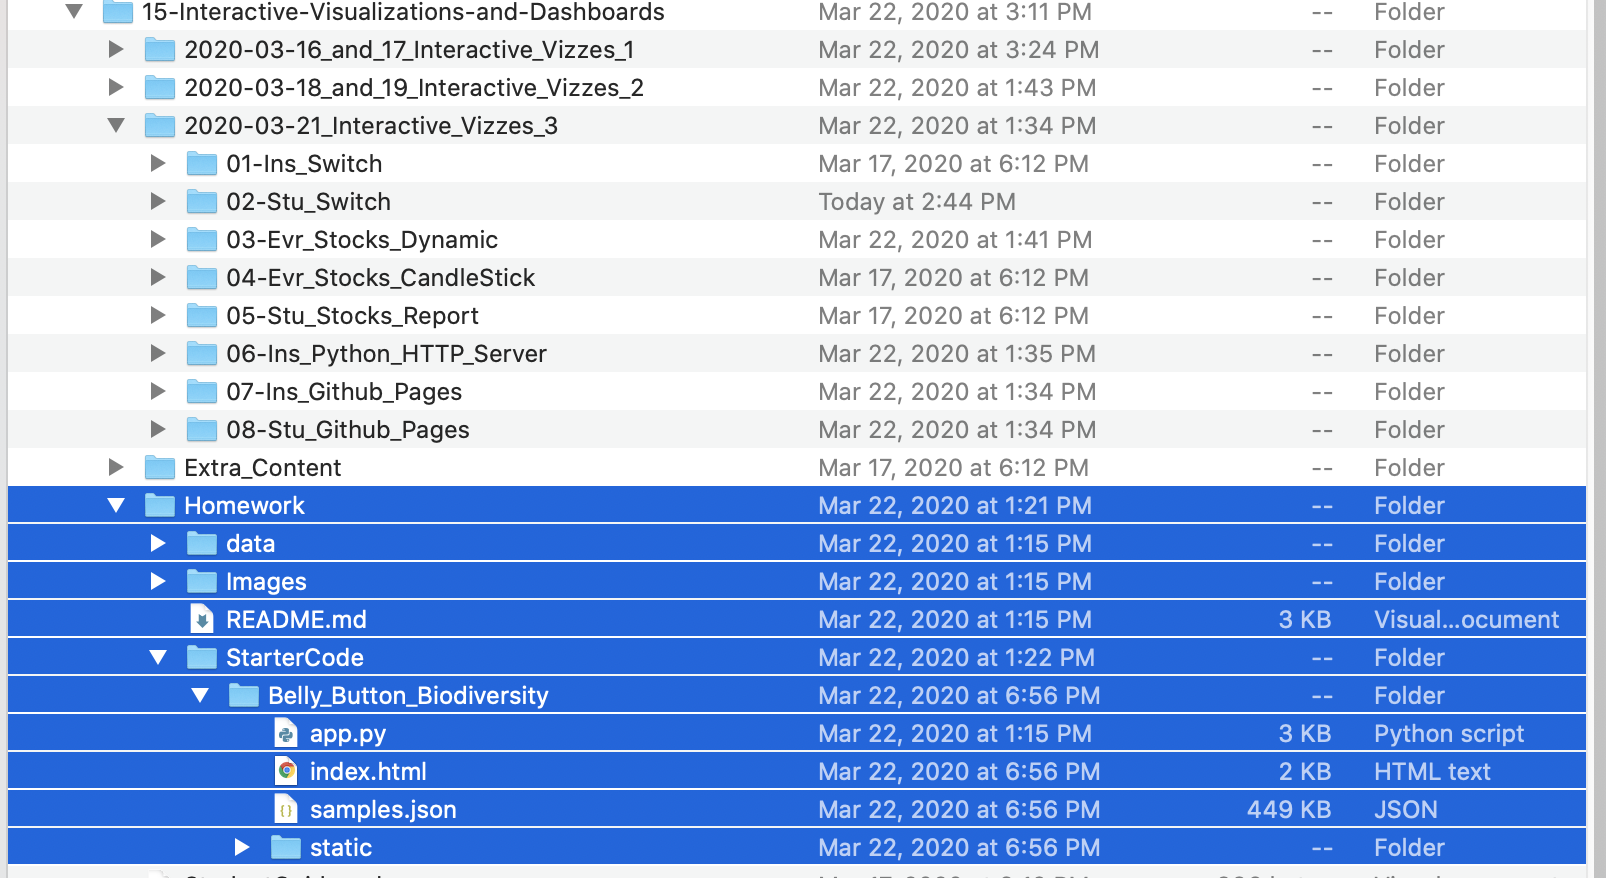 15-Interactive-Visualizations-and-Dashboards Mar 22, 2020 at 3:11 PM -- Folder
2020-03-16_and_17_Interactive_Vizzes_1 Mar 22, 2020 at 3:24 PM -- Folder
2020-03-18_and_19_Interactive_Vizzes_2 Mar 22, 2020 at 1:43 PM -- Folder
2020-03-21_Interactive_Vizzes_3 Mar 22, 2020 at 1:34 PM -- Folder
01-Ins_Switch Mar 17, 2020 at 6:12 PM -- Folder
02-Stu_Switch Today at 2:44 PM -- Folder
03-Evr_Stocks_Dynamic Mar 22, 2020 at 1:41 PM -- Folder
04-Evr_Stocks_CandleStick Mar 17, 2020 at 6:12 PM -- Folder
05-Stu_Stocks_Report Mar 17, 2020 at 6:12 PM -- Folder
06-Ins_Python_HTTP_Server Mar 22, 2020 at 1:35 PM -- Folder
07-Ins_Github_Pages Mar 22, 2020 at 1:34 PM -- Folder
08-Stu_Github_Pages Mar 22, 2020 at 1:34 PM -- Folder
Extra_Content Mar 17, 2020 at 6:12 PM -- Folder
Homework Mar 22, 2020 at 1:21 PM -- Folder
data Mar 22, 2020 at 1:15 PM -- Folder
Images Mar 22, 2020 at 1:15 PM -- Folder
README.md Mar 22, 2020 at 1:15 PM 3 KB Visual...ocument
StarterCode Mar 22, 2020 at 1:22 PM -- Folder
Belly_Button_Biodiversity Mar 22, 2020 at 6:56 PM -- Folder
app.py Mar 22, 2020 at 1:15 PM 3 KB Python script
index.html Mar 22, 2020 at 6:56 PM 2 KB HTML text
samples.json Mar 22, 2020 at 6:56 PM 449 KB JSON
static Mar 22, 2020 at 6:56 PM -- Folder